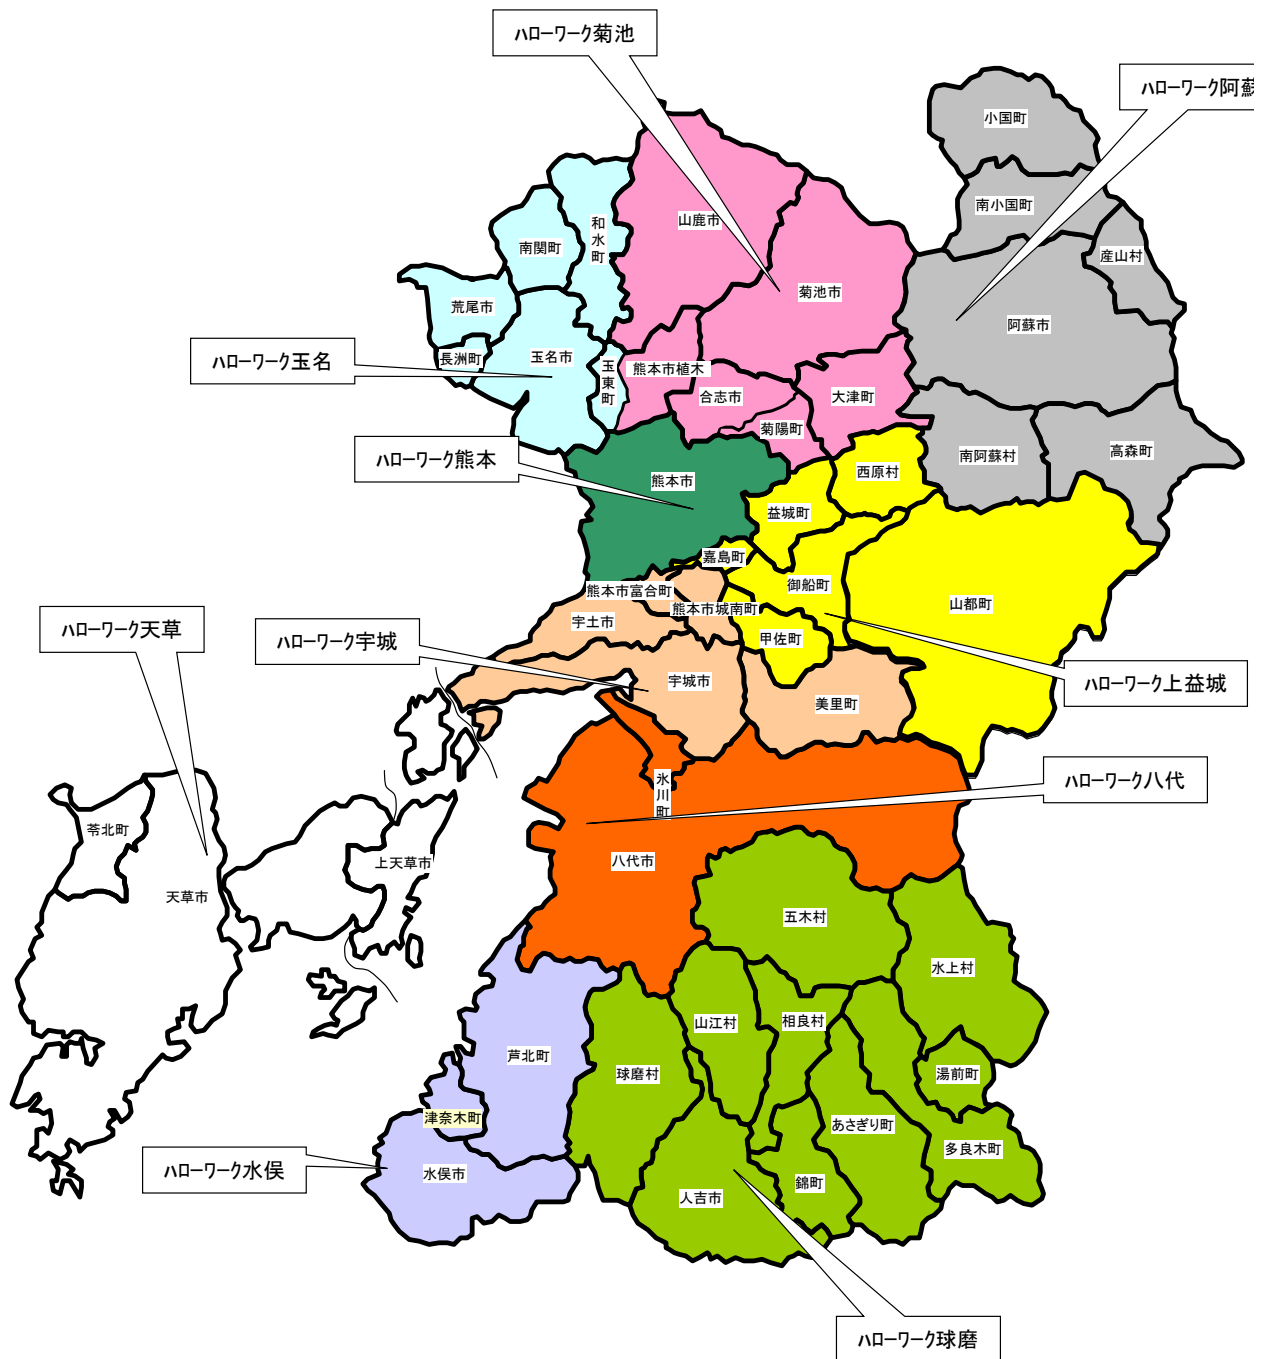 ﾊﾛｰﾜｰｸ菊池
ﾊﾛｰﾜｰｸ阿蘇
小国町
南小国町
産山村
山鹿市
和水町
南関町
菊池市
荒尾市
阿蘇市
長洲町
玉名市
ﾊﾛｰﾜｰｸ玉名
玉東町
熊本市植木
合志市
大津町
菊陽町
高森町
南阿蘇村
ﾊﾛｰﾜｰｸ熊本
西原村
熊本市
益城町
嘉島町
御船町
熊本市富合町
熊本市城南町
山都町
宇土市
甲佐町
ﾊﾛｰﾜｰｸ天草
ﾊﾛｰﾜｰｸ宇城
宇城市
ﾊﾛｰﾜｰｸ上益城
美里町
氷川町
ﾊﾛｰﾜｰｸ八代
苓北町
八代市
上天草市
天草市
五木村
水上村
山江村
相良村
芦北町
球磨村
湯前町
津奈木町
あさぎり町
多良木町
ﾊﾛｰﾜｰｸ水俣
水俣市
錦町
人吉市
ﾊﾛｰﾜｰｸ球磨